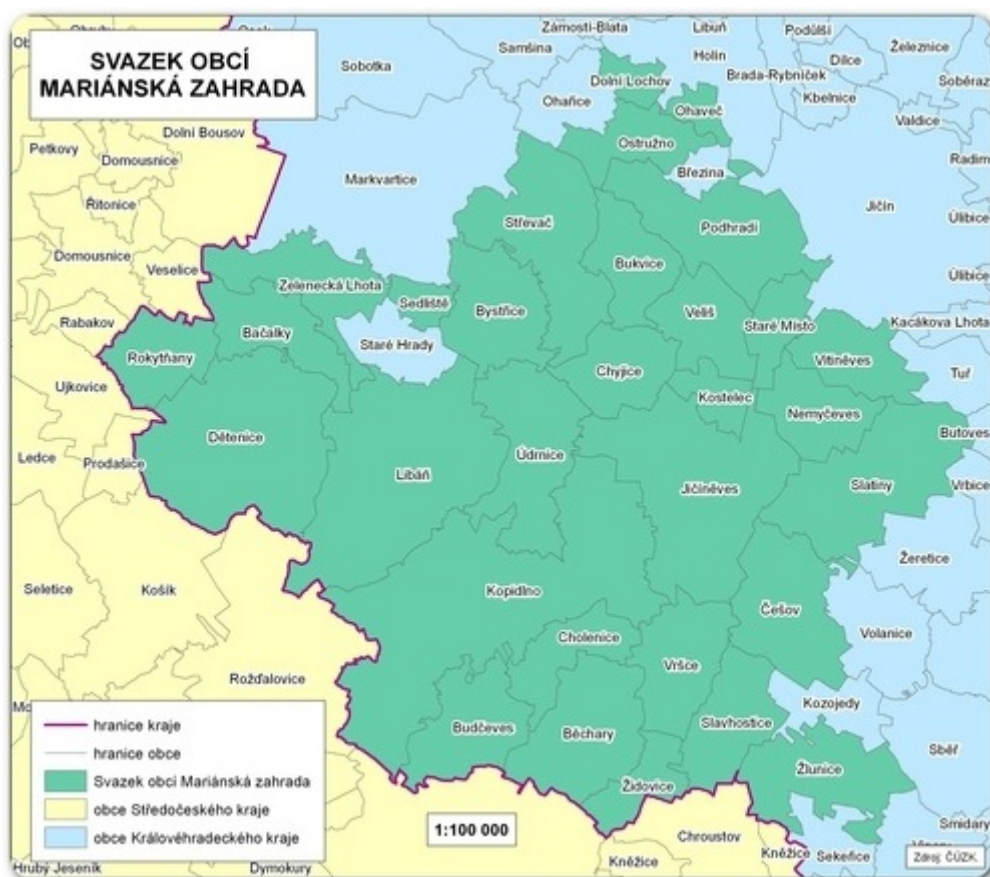 Obruby
Osek
SVAZEK OBCÍ
MARIÁNSKÁ ZAHRADA
Zámostí-Blata
Libuň
Podůlší
Samšina
Holín
Železnice
Sobotka
Dolní Lochov
Brada-Rybníček
Dílce
Soběraz
Ohařice
Ohaveč
Kbelnice
Valdice
Dolní Bousov
Petkovy
Domousnice
Ostružno
Březina
Radim
Markvartice
Řitonice
Jičín
Střevač
Podhradí
Úlibice
Domousnice
Veselice
Bukvice
Zelenecká Lhota
Úlibice
Sedliště
Bystřice
Veliš
Rabakov
Bačalky
Staré Hrady
Staré Místo
Kacákova Lhota
Rokytňany
Vitiněves
Chyjice
Tuř
Ujkovice
Kostelec
Nemyčeves
Dětenice
Butoves
Ledce
Prodašice
Libáň
Údrnice
Jičíněves
Slatiny
Vrbice
Žeretice
Seletice
Košík
Kopidlno
Češov
Cholenice
Volanice
Vršce
Rožďalovice
Kozojedy
hranice kraje
Budčeves
Běchary
Slavhostice
hranice obce
Sběř
Svazek obcí Mariánská zahrada
Židovice
Žlunice
obce Středočeského kraje
obce Královéhradeckého kraje
1:100 000
Smidary
Chroustov
Kněžice
Kněžice
Sekeřice
Zdroj: ČÚZK.
Hrubý Jeseník
Dymokury